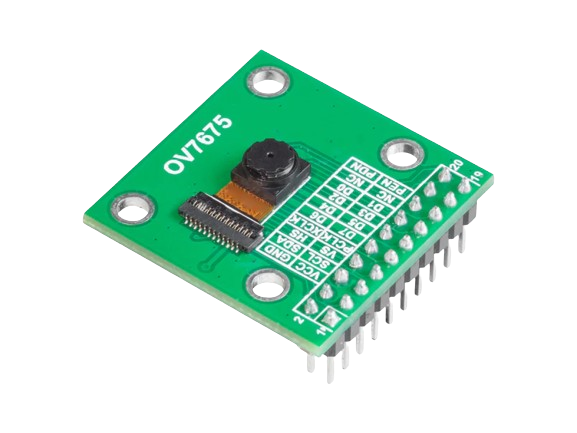 OV7675
20
19
PDN PEN
NC NC
D0 D1
D2 D3
D4 D5
D6 D7
XCLK PCLK
HS VS
SDA SCL
GND VCC
2
1